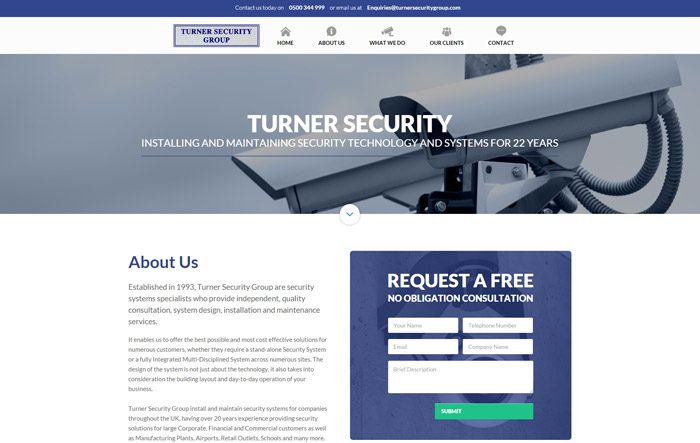 Contact us today on 0500 344 999 or email us at Enquiries@turnersecuritygroup.com
TURNER SECURITY
GROUP
HOME
ABOUT US
WHAT WE DO
OUR CLIENTS
CONTACT
TURNER SECURITY
INSTALLING AND MAINTAINING SECURITY TECHNOLOGY AND SYSTEMS FOR 22 YEARS
About Us
Established in 1993, Turner Security Group are security
systems specialists who provide independent, quality
consultation, system design, installation and maintenance
services.
It enables us to offer the best possible and most cost effective solutions for
numerous customers, whether they require a stand-alone Security System
or a fully Integrated Multi-Disciplined System across numerous sites. The
design of the system is not just about the technology, it also takes into
consideration the building layout and day-to-day operation of your
business.
Turner Security Group install and maintain security systems for companies
throughout the UK, having over 20 years experience providing security
solutions for large Corporate, Financial and Commercial customers as well
as Manufacturing Plants, Airports, Retail Outlets, Schools and many more.
REQUEST A FREE
NO OBLIGATION CONSULTATION
Your Name
Telephone Number
Email
Company Name
Brief Description
SUBMIT